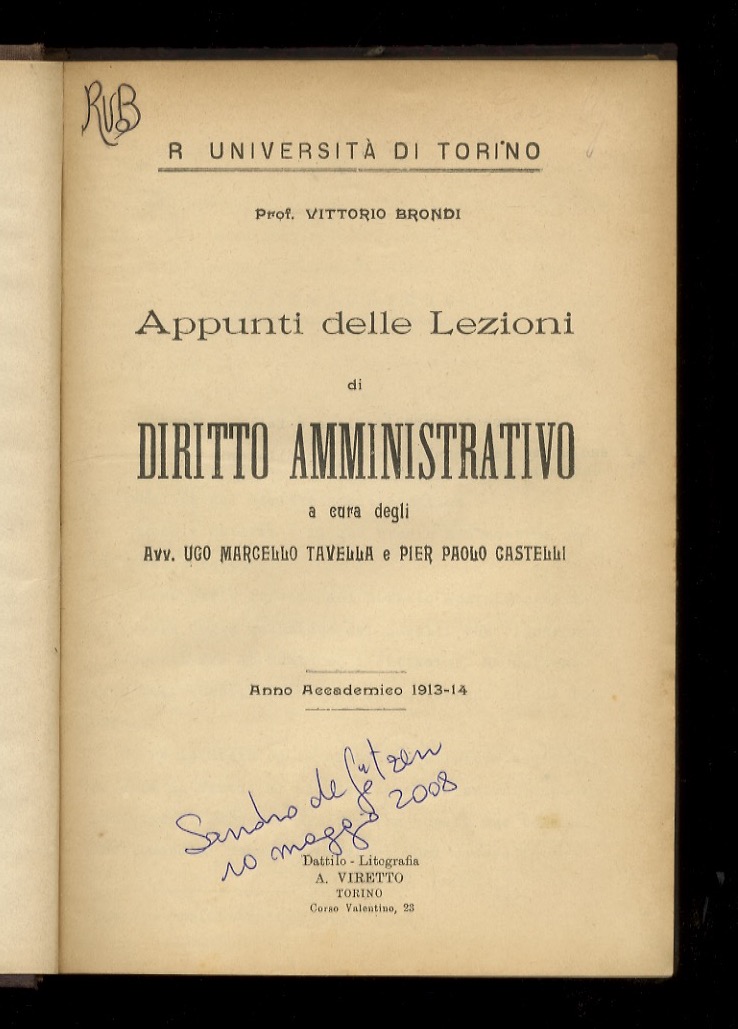 RVB
R UNIVERSITÀ DI TORINO
Prof. VITTORIO BRONDI
Appunti delle Lezioni
di
DIRITTO AMMINISTRATIVO
a cura degli
Avv. UGO MARCELLO TAVELLA e PIER PAOLO CASTELLI
Anno Accademico 1913-14
Sandro de
10 maggio 2008
Dattilo - Litografia
A. VIRETTO
TORINO
Corso Valentino, 23